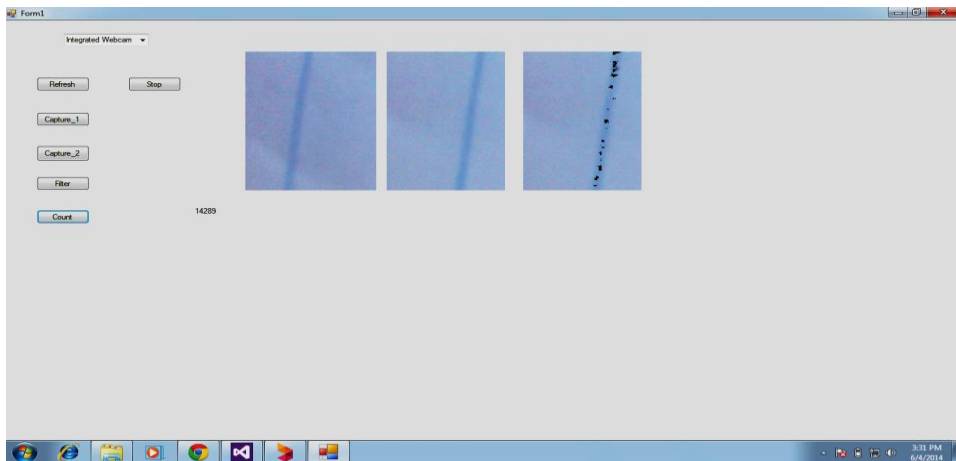 Form1
Integrated Webcam
Refresh
Stop
Capture_1
Capture_2
Filter
Count
14289
3:31 PM
6/4/2014